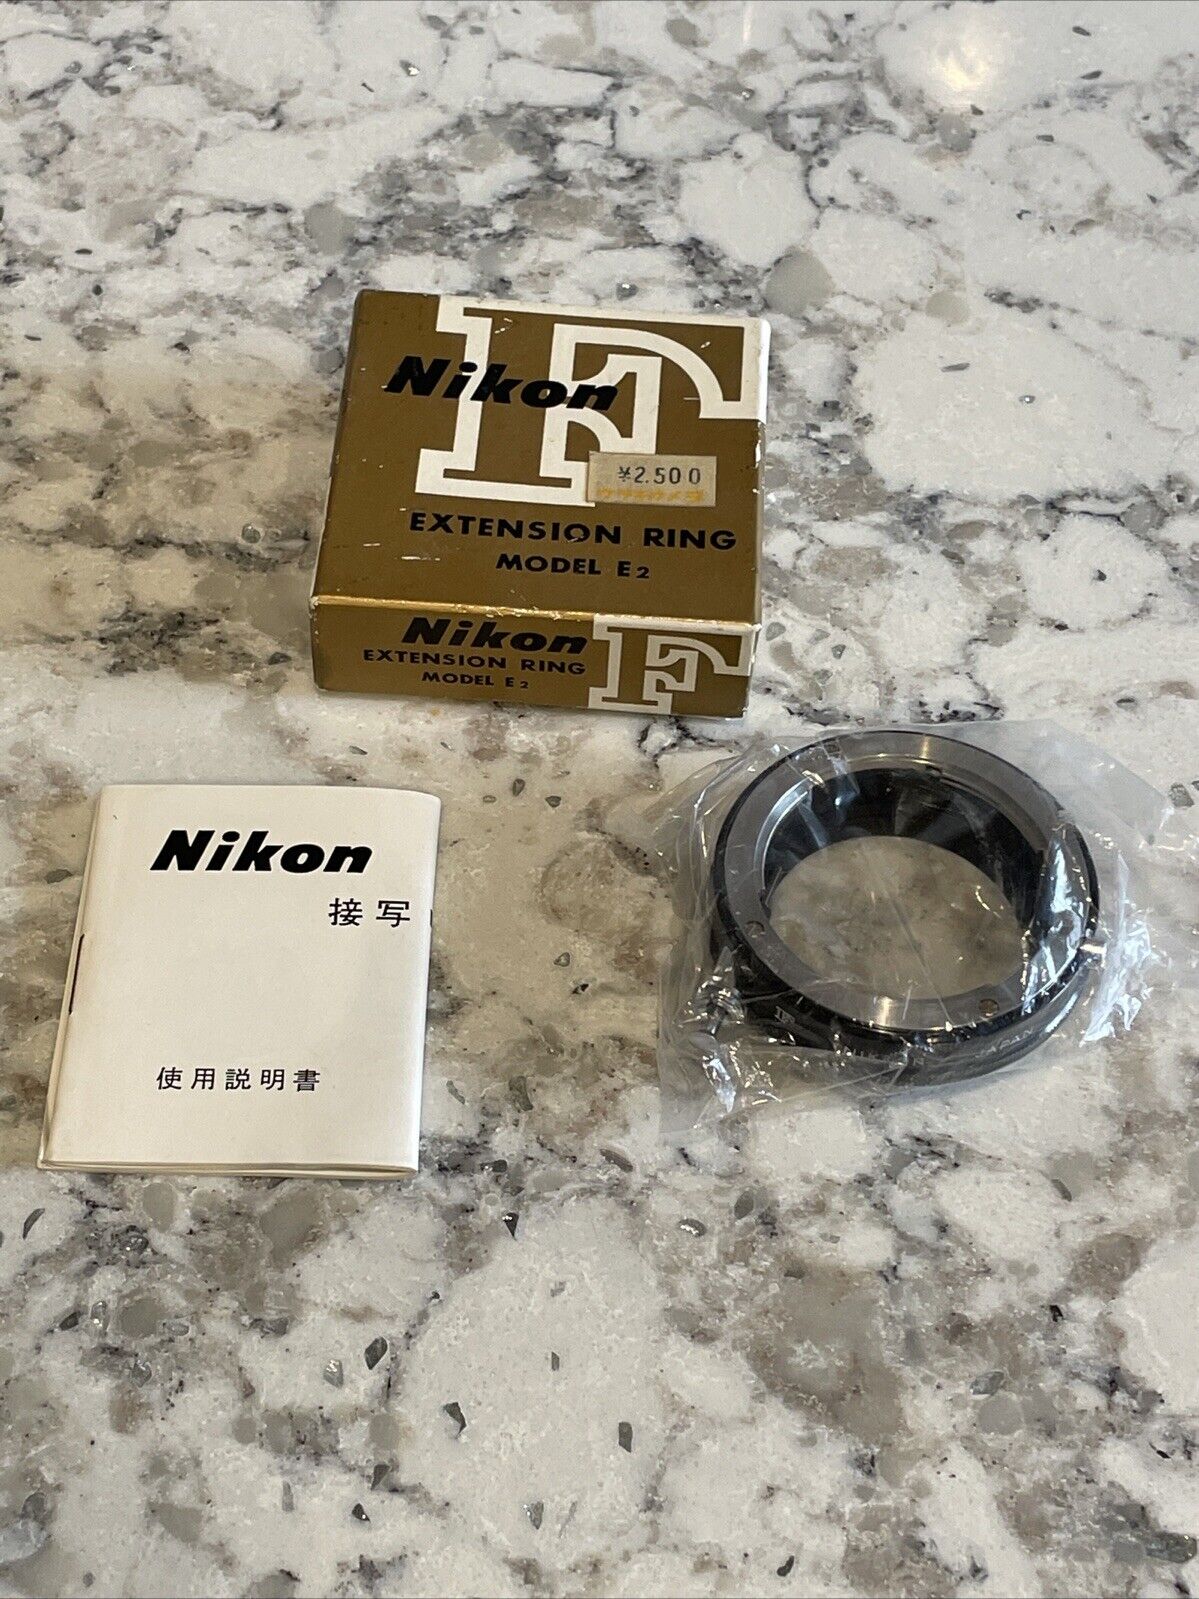 Nikon
F
¥2,500
EXTENSION RING
MODEL E2
Nikon
F
EXTENSION RING
MODEL E2
Nikon
接写
使用説明書
JAPAN